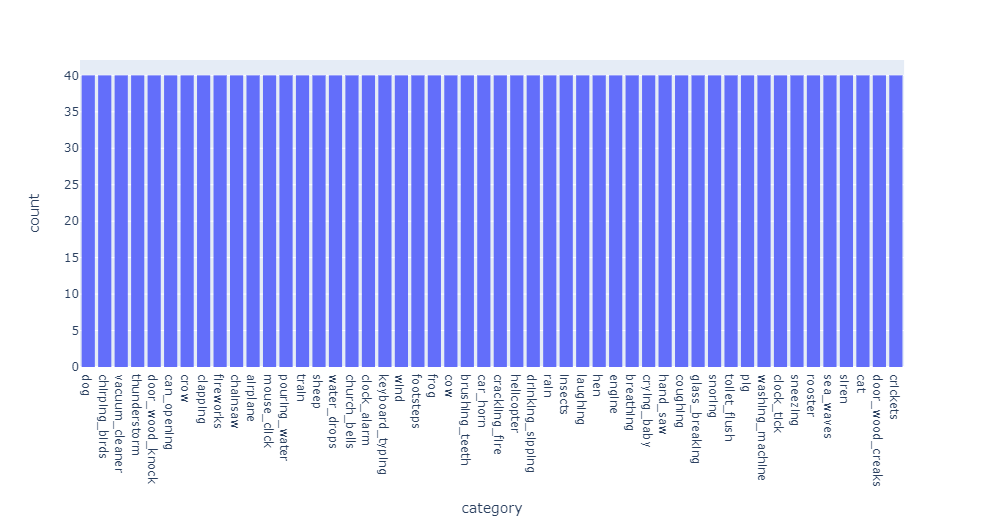 count
40
35
30
25
20
15
10
5
0
dog
chirping_birds
vacuum_cleaner
thunderstorm
door_wood_knock
can_opening
crow
clapping
fireworks
chainsaw
airplane
mouse_click
pouring_water
train
sheep
water_drops
church_bells
clock_alarm
keyboard_typing
wind
footsteps
frog
cow
brushing_teeth
car_horn
crackling_fire
helicopter
drinking_sipping
rain
insects
laughing
hen
engine
breathing
crying_baby
hand_saw
coughing
glass_breaking
snoring
toilet_flush
pig
washing_machine
clock_tick
sneezing
rooster
sea_waves
siren
cat
door_wood_creaks
crickets
category